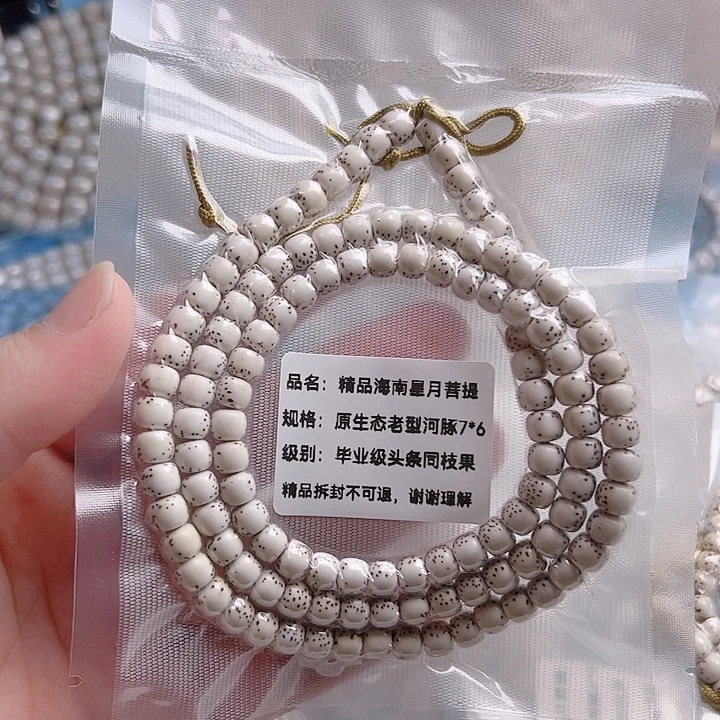 品名：精品海南星月菩提
规格：原生态老型河豚7*6
级别：毕业级头条同枝果
精品拆封不可退，谢谢理解